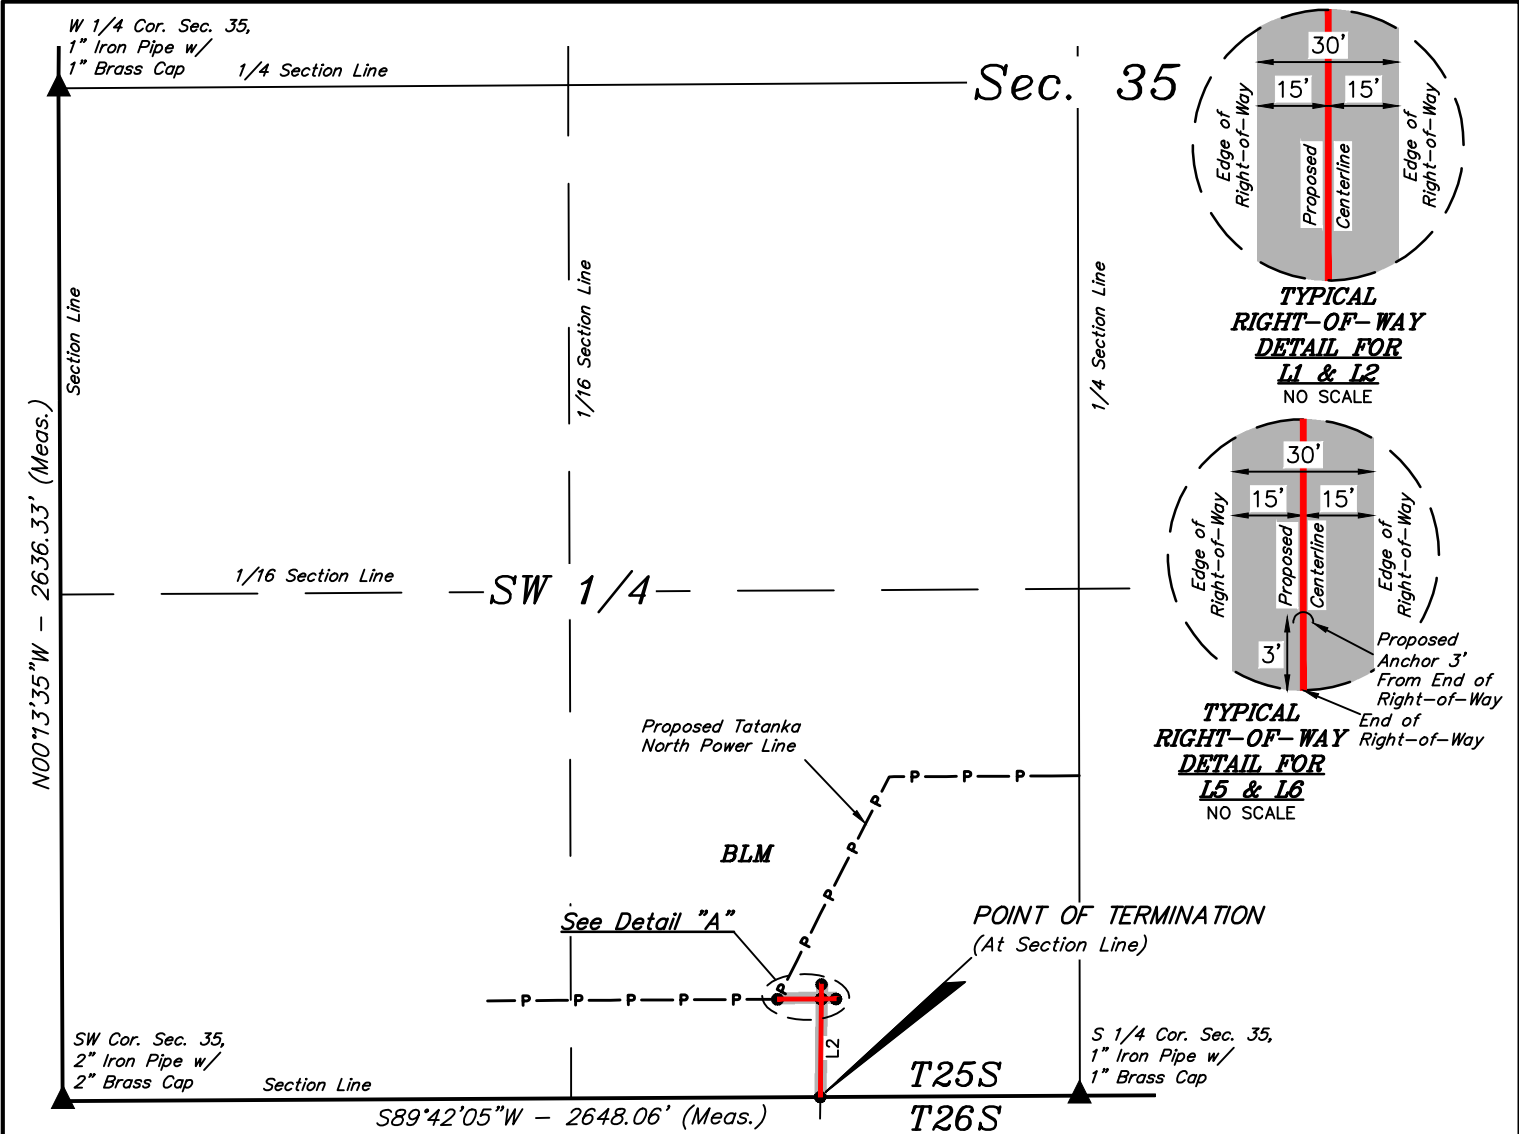 W 1/4 Cor. Sec. 35,
1" Iron Pipe w/
1" Brass Cap
1/4 Section Line
Sec. 35
30'
15'
15'
Edge of
Right-of-Way
Proposed
Centerline
Edge of
Right-of-Way
TYPICAL
RIGHT-OF-WAY
DETAIL FOR
L1 & L2
NO SCALE
Section Line
1/16 Section Line
1/4 Section Line
N00°13'35"W - 2636.33' (Meas.)
1/16 Section Line
SW 1/4
30'
15'
15'
Edge of
Right-of-Way
Proposed
Centerline
Edge of
Right-of-Way
3'
Proposed
Anchor 3'
From End of
Right-of-Way
End of
Right-of-Way
TYPICAL
RIGHT-OF-WAY
DETAIL FOR
L5 & L6
NO SCALE
Proposed Tatanka
North Power Line
P P P
P
P
P
P
P
BLM
See Detail "A"
POINT OF TERMINATION
(At Section Line)
P P P P P
L2
SW Cor. Sec. 35,
2" Iron Pipe w/
2" Brass Cap
Section Line
S 1/4 Cor. Sec. 35,
1" Iron Pipe w/
1" Brass Cap
T25S
T26S
S89°42'05"W - 2648.06' (Meas.)